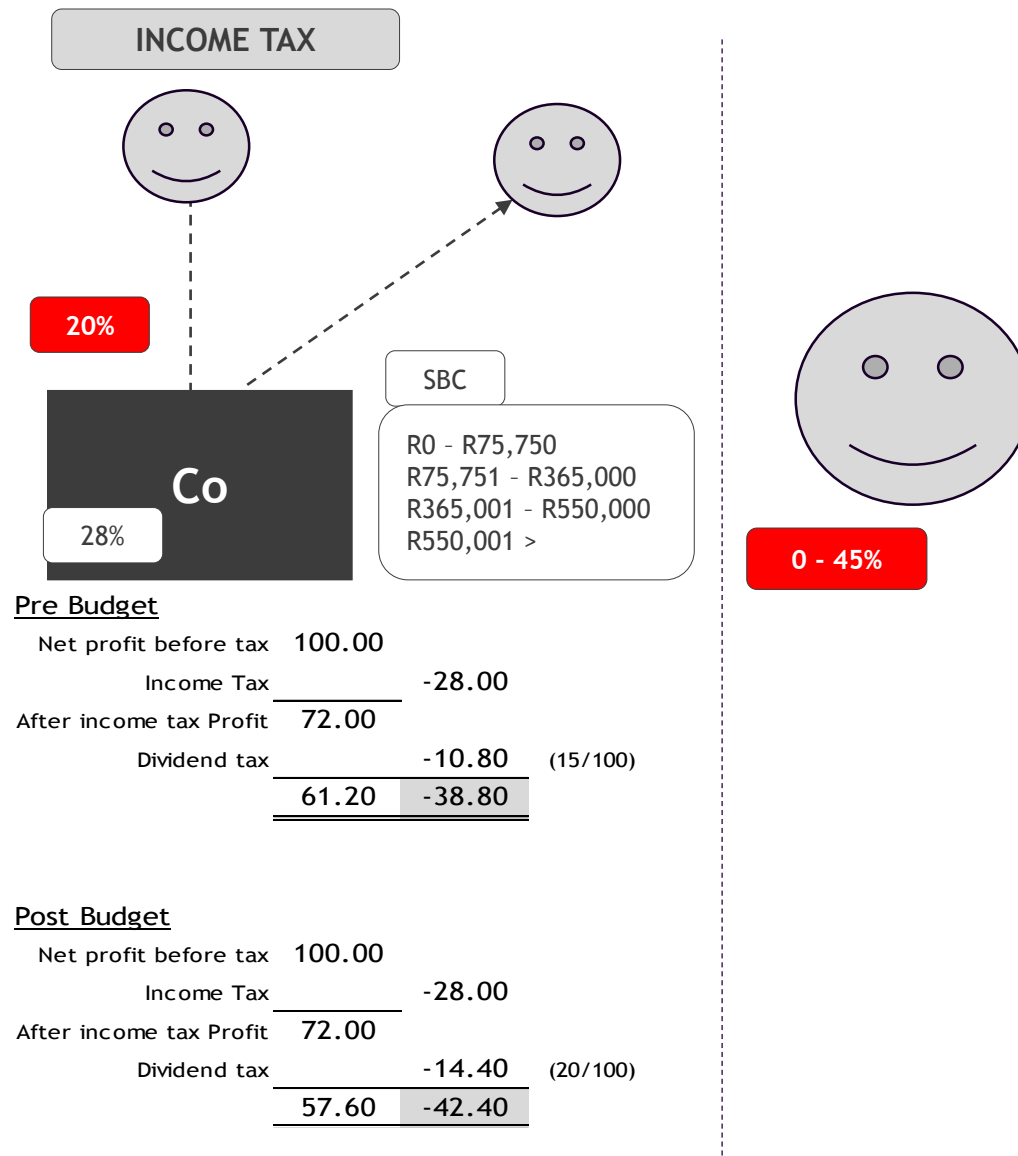 INCOME TAX
20%
SBC
Co
28%
R0 – R75,750
R75,751 – R365,000
R365,001 – R550,000
R550,001 >
0 - 45%
Pre Budget
Net profit before tax 100.00
Income Tax -28.00
After income tax Profit 72.00
Dividend tax -10.80 (15/100)
61.20 -38.80
Post Budget
Net profit before tax 100.00
Income Tax -28.00
After income tax Profit 72.00
Dividend tax -14.40 (20/100)
57.60 -42.40